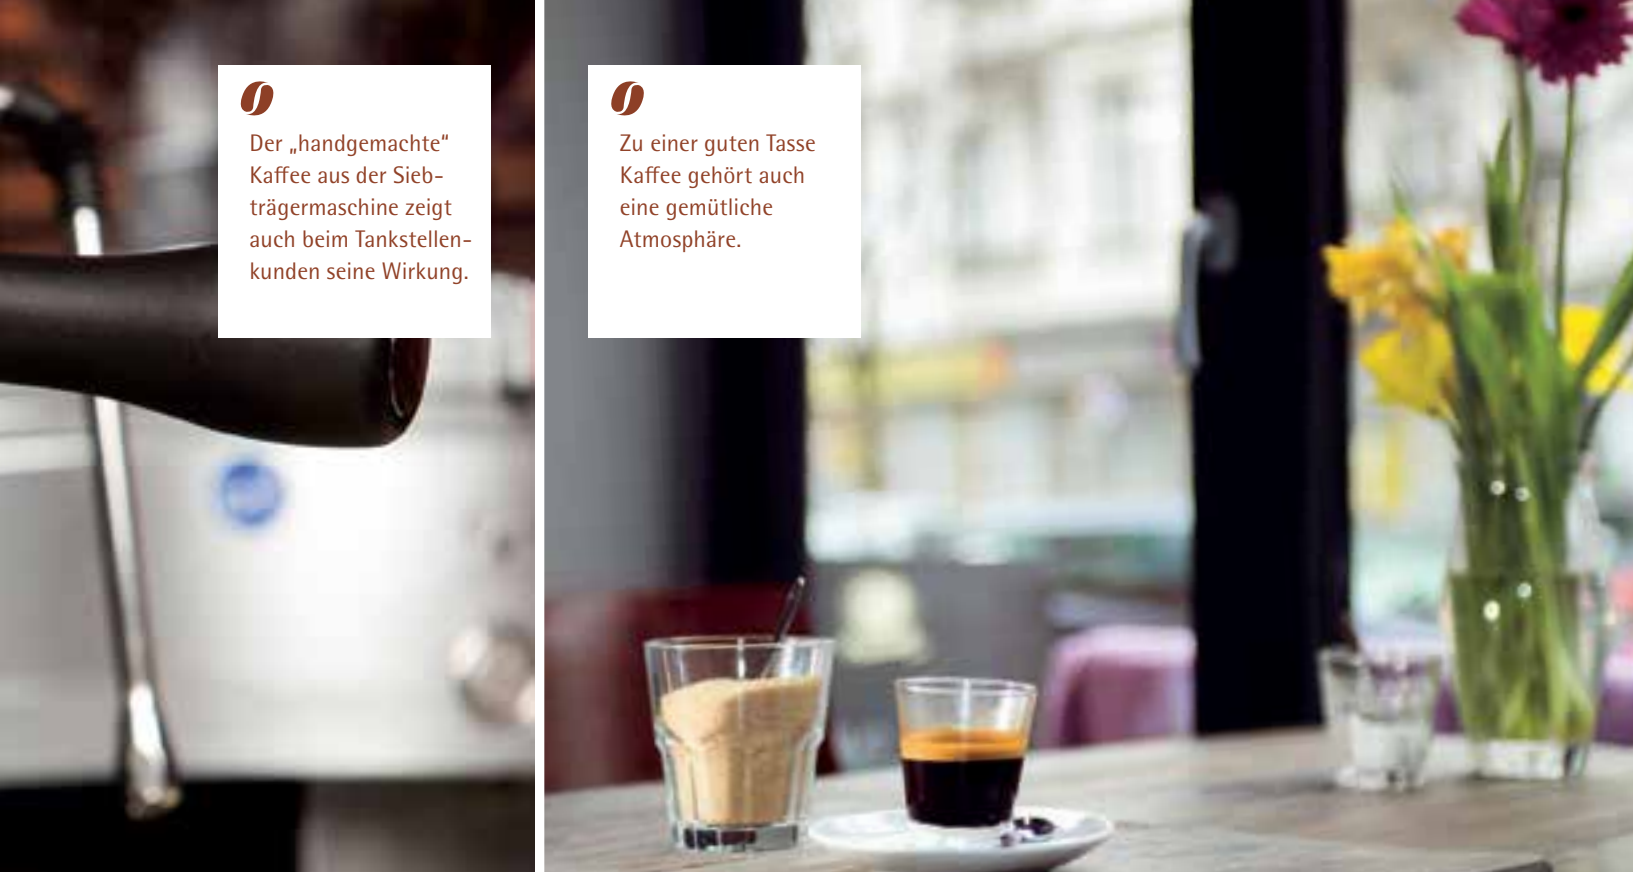 Der „handgemachte“
Kaffee aus der Sieb-
trägermaschine zeigt
auch beim Tankstellen-
kunden seine Wirkung.
Zu einer guten Tasse
Kaffee gehört auch
eine gemütliche
Atmosphäre.